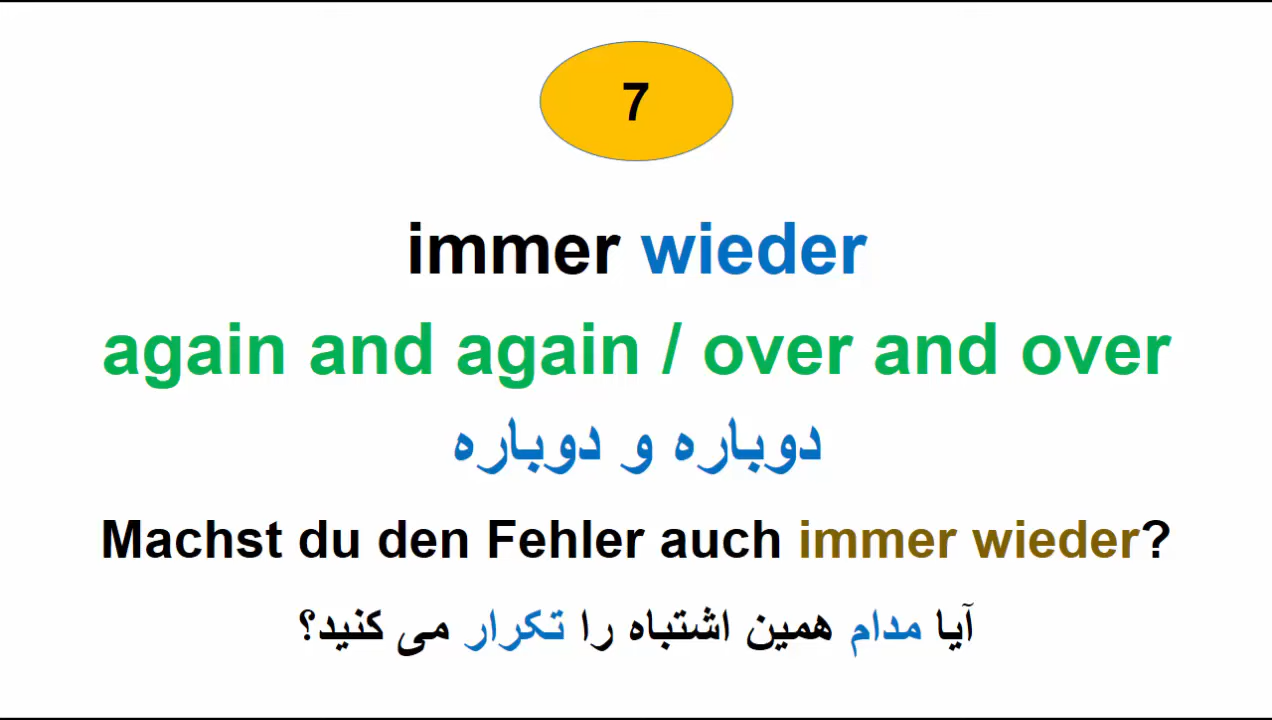 7
immer wieder
again and again / over and over
دوباره و دوباره
Machst du den Fehler auch immer wieder?
آیا مدام همین اشتباه را تکرار می کنید؟